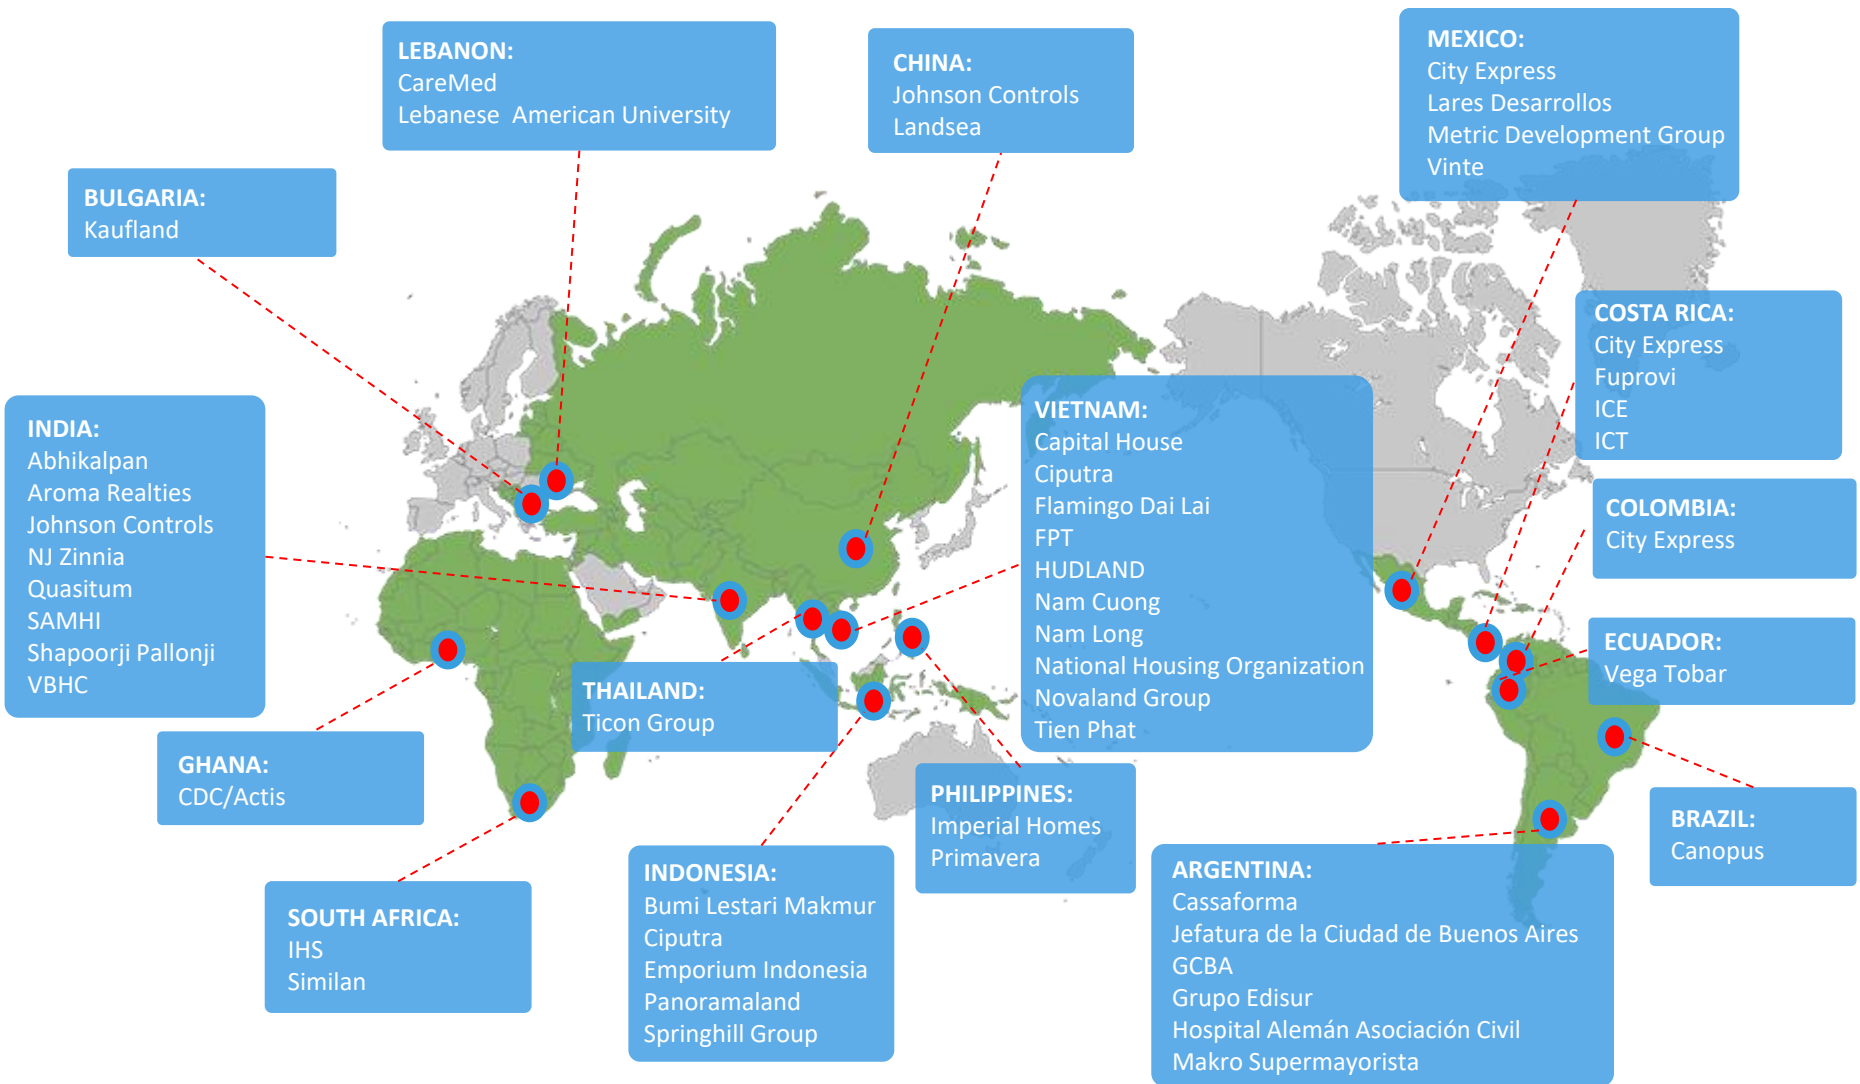 LEBANON:
CareMed
Lebanese  American University
CHINA:
Johnson Controls
Landsea
MEXICO:
City Express
Lares Desarrollos
Metric Development Group
Vinte
BULGARIA:
Kaufland
COSTA RICA:
City Express
Fuprovi
ICE
ICT
INDIA:
Abhikalpan
Aroma Realties
Johnson Controls
NJ Zinnia
Quasitum
SAMHI
Shapoorji Pallonji
VBHC
VIETNAM:
Capital House
Ciputra
Flamingo Dai Lai
FPT
HUDLAND
Nam Cuong
Nam Long
National Housing Organization
Novaland Group
Tien Phat
COLOMBIA:
City Express
ECUADOR:
Vega Tobar
THAILAND:
Ticon Group
GHANA:
CDC/Actis
PHILIPPINES:
Imperial Homes
Primavera
BRAZIL:
Canopus
SOUTH AFRICA:
IHS
Similan
INDONESIA:
Bumi Lestari Makmur
Ciputra
Emporium Indonesia
Panoramaland
Springhill Group
ARGENTINA:
Cassaforma
Jefatura de la Ciudad de Buenos Aires
GCBA
Grupo Edisur
Hospital Alemán Asociación Civil
Makro Supermayorista